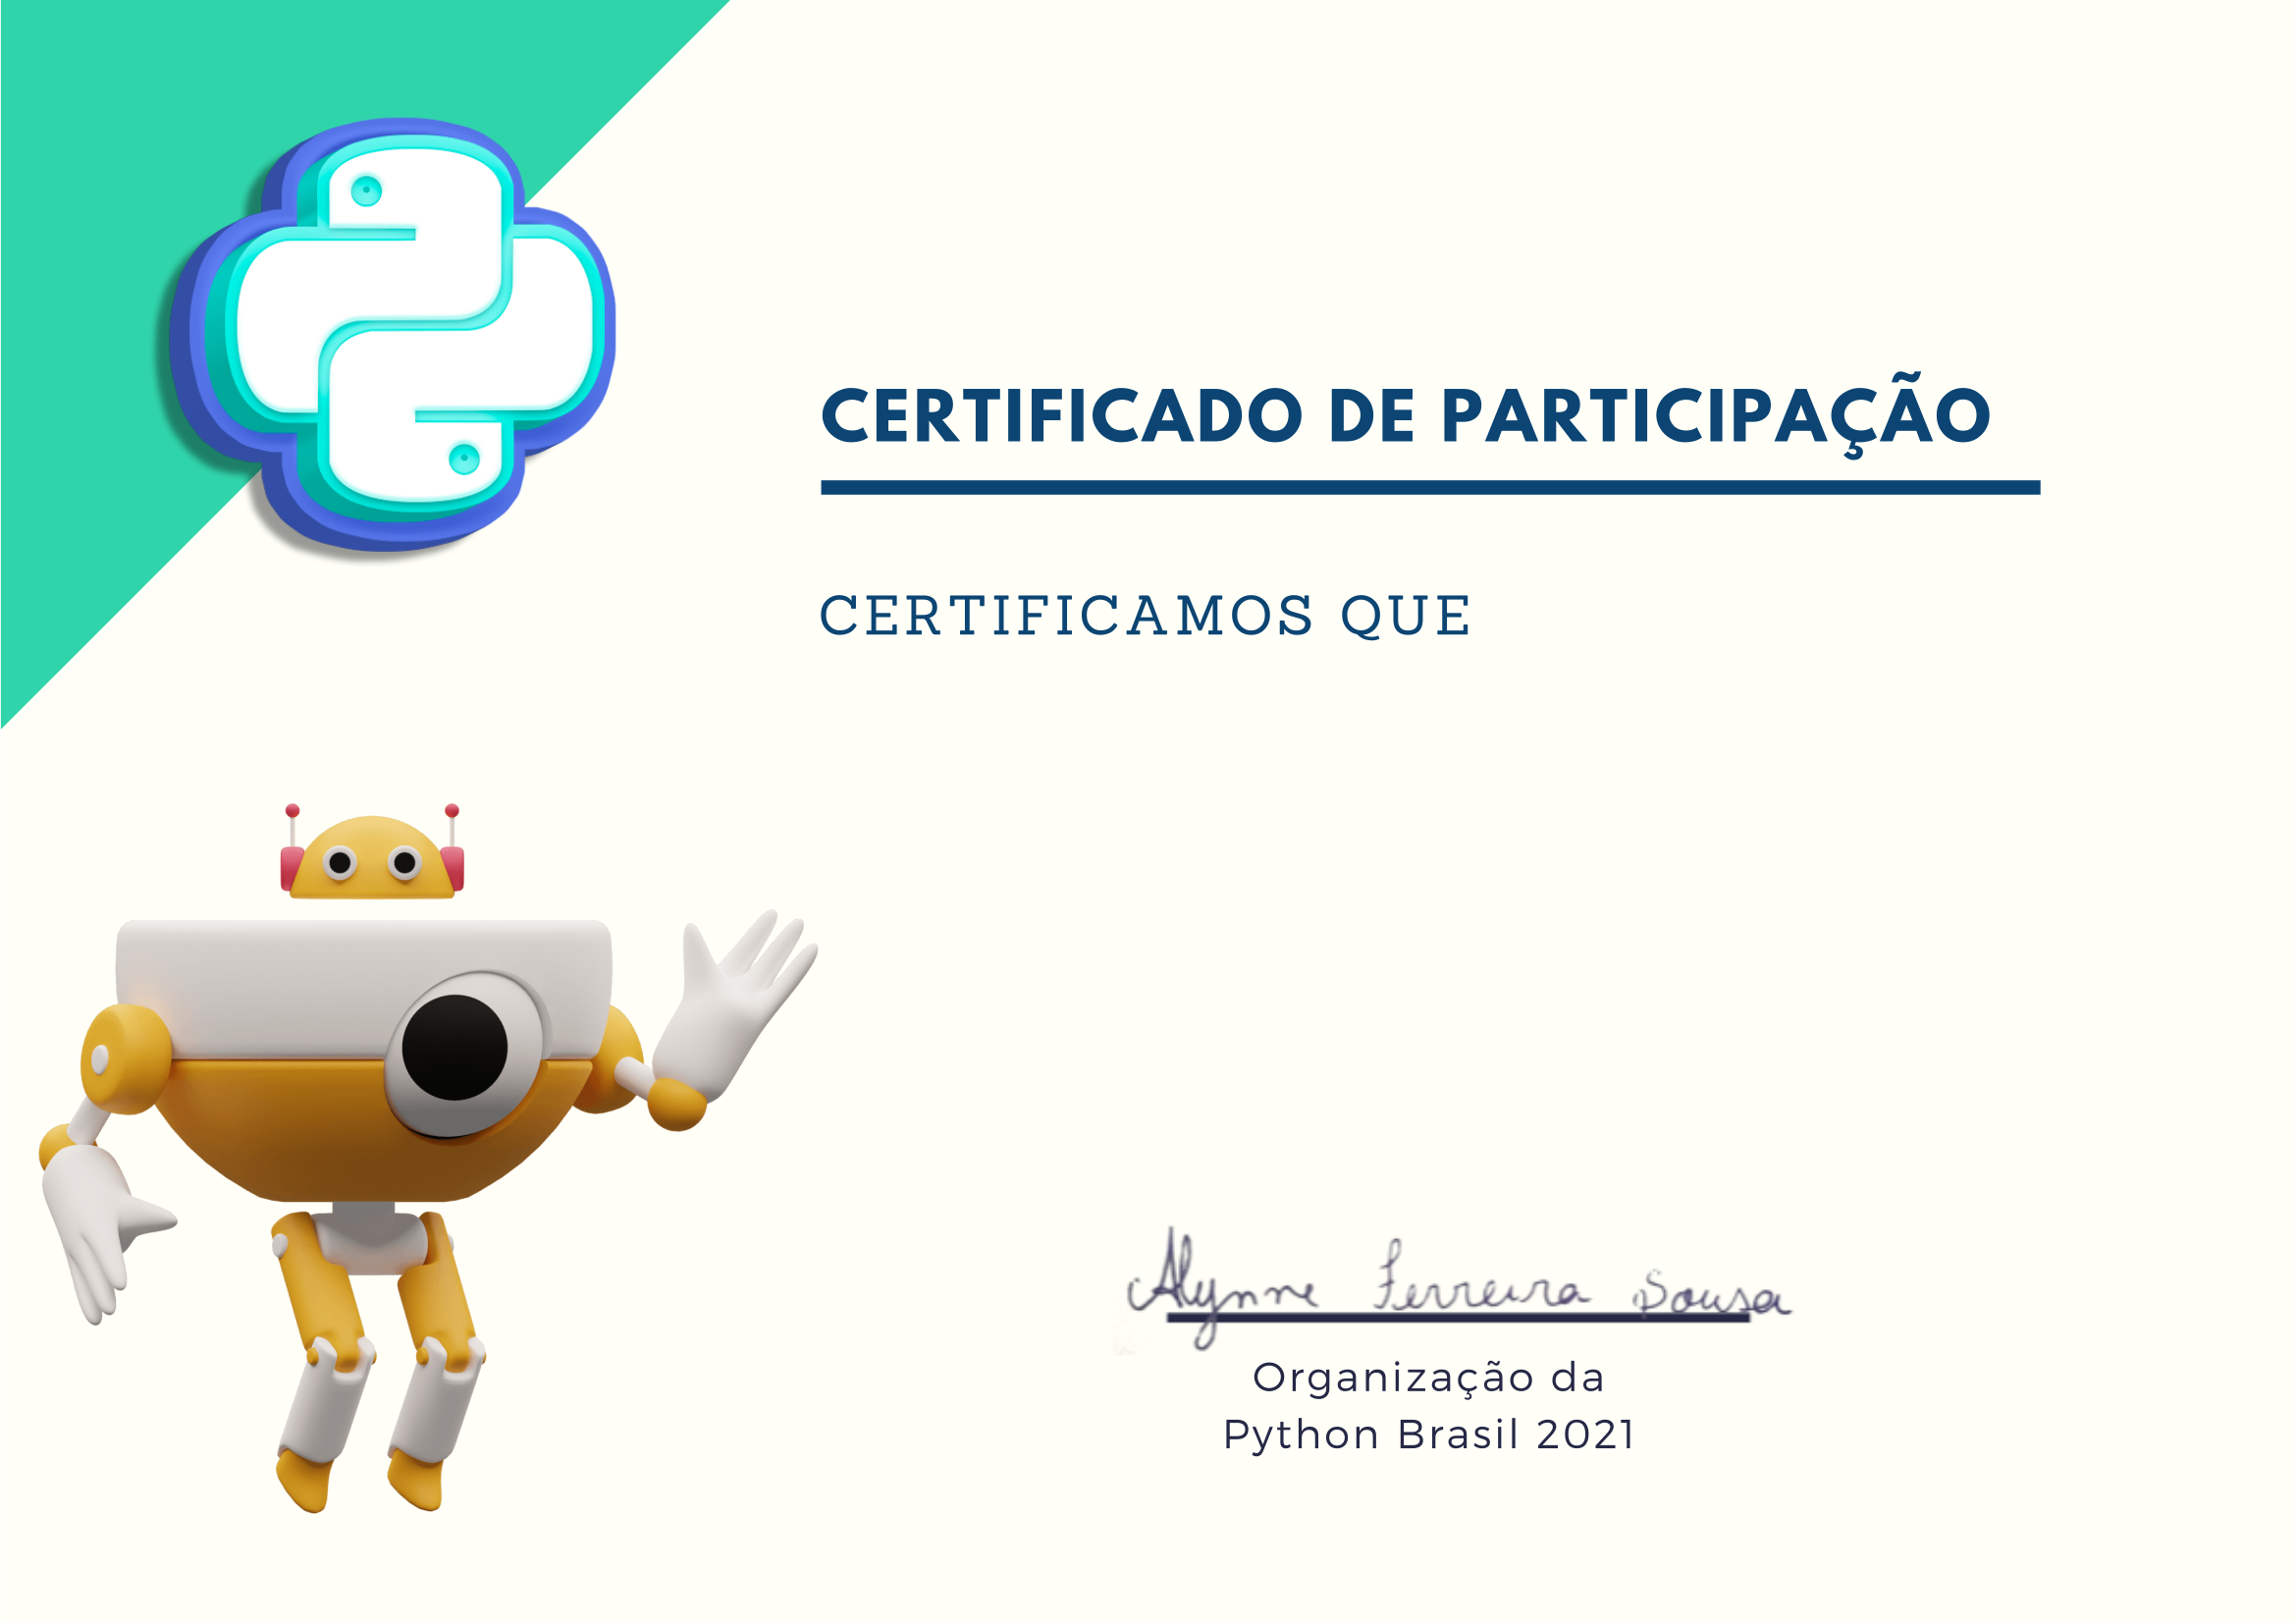 CERTIFICADO DE PARTICIPAÇÃO
CERTIFICAMOS QUE
Alynne Ferreira Sousa
Organização da
Python Brasil 2021